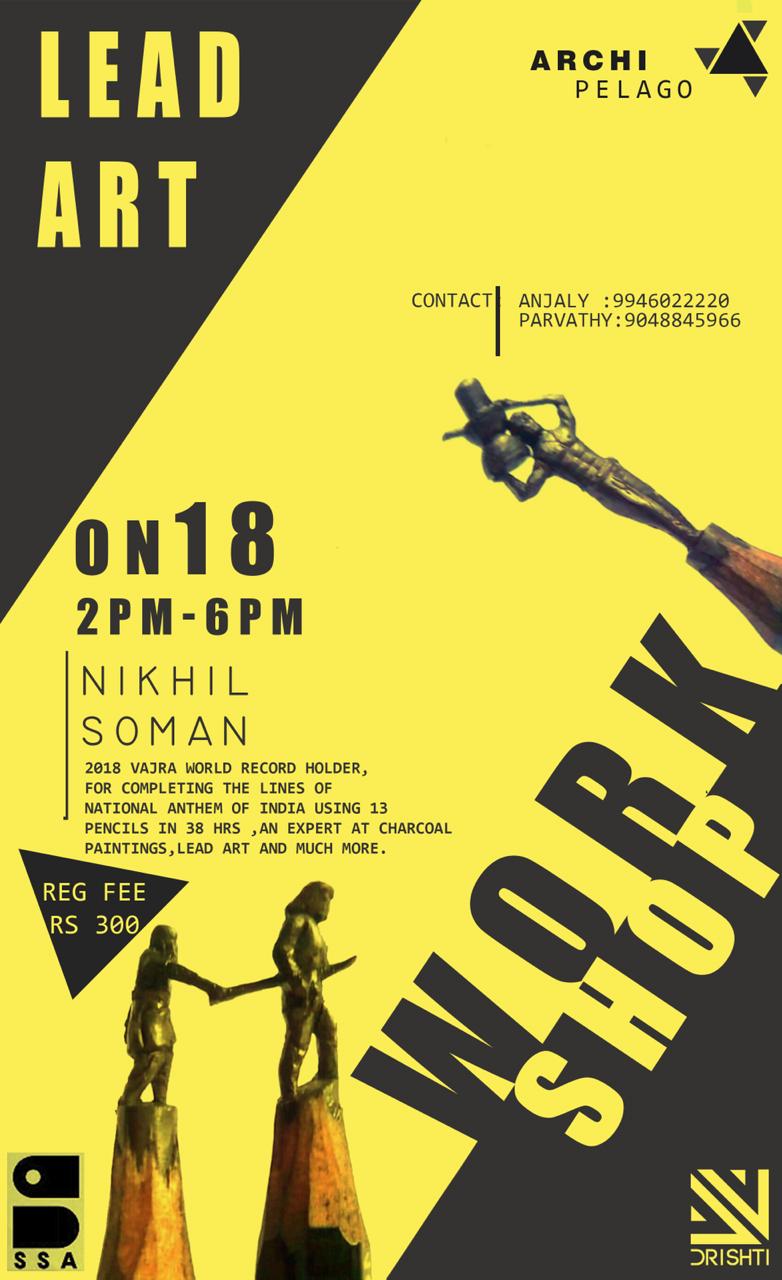 LEAD
ART
ARCHI
PELAGO
CONTACT: ANJALY :9946022220
PARVATHY:9048845966
ON 18
2PM-6PM
NIKHIL
SOMAN
2018 VAJRA WORLD RECORD HOLDER,
FOR COMPLETING THE LINES OF
NATIONAL ANTHEM OF INDIA USING 13
PENCILS IN 38 HRS ,AN EXPERT AT CHARCOAL
PAINTINGS,LEAD ART AND MUCH MORE.
REG FEE
RS 300
WORK
SHOP
SSA
DRISHTI